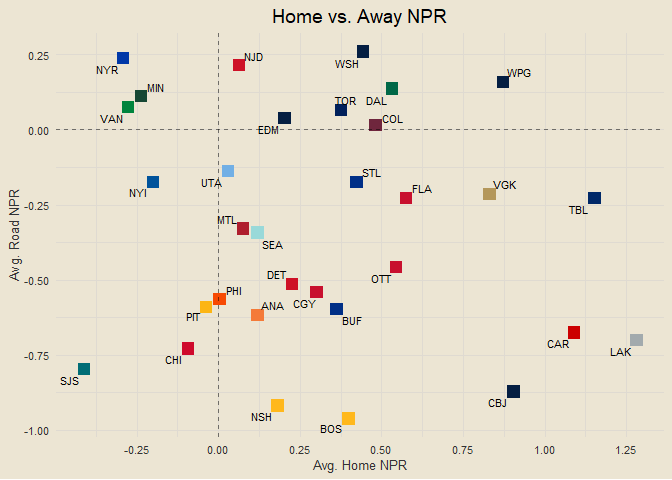 Home vs. Away NPR
0.25
0.00
-0.25
-0.50
-0.75
-1.00
Avg. Road NPR
NYR
NJD
WSH
WPG
MIN
DAL
TOR
VAN
COL
EDM
STL
UTA
NYI
FLA
VGK
TBL
MTL
SEA
DET
OTT
CGY
PHI
ANA
PIT
BUF
CHI
CAR
LAK
SJS
CBJ
NSH
BOS
-0.25
0.00
0.25
0.50
0.75
1.00
1.25
Avg. Home NPR